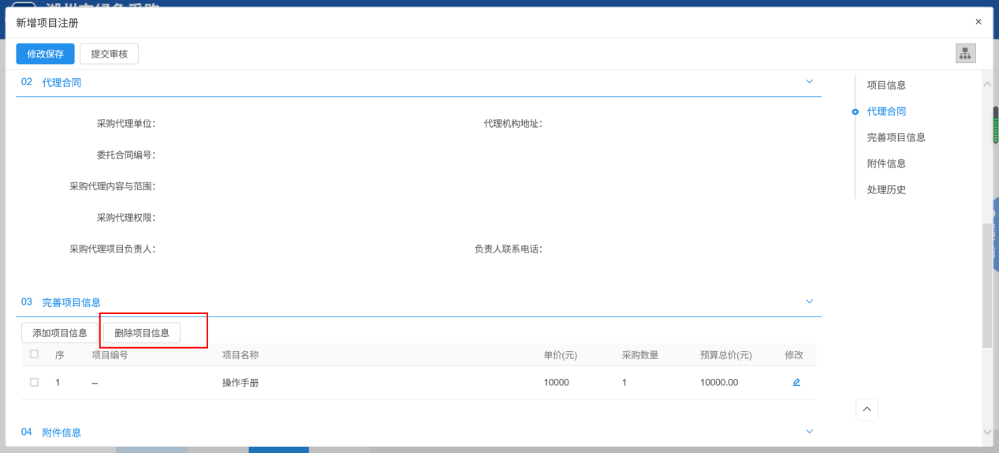 新增项目注册 ×
修改保存 提交审核
02 代理合同
采购代理单位： 代理机构地址：
委托合同编号：
采购代理内容与范围：
采购代理权限：
采购代理项目负责人： 负责人联系电话：
03 完善项目信息
添加项目信息 删除项目信息
序 项目编号 项目名称 单价(元) 采购数量 预算总价(元) 修改
1 -- 操作手册 10000 1 10000.00
04 附件信息
项目信息
代理合同
完善项目信息
附件信息
处理历史